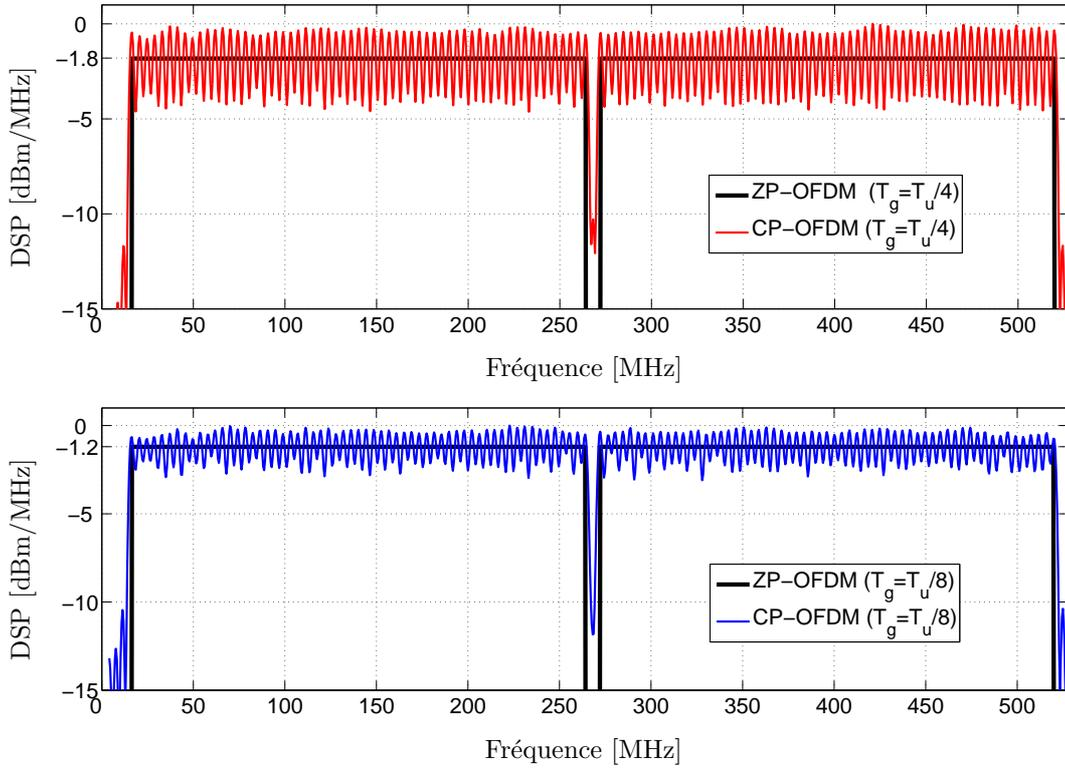 0
−1.8
−5
−10
−15
DSP [dBm/MHz]
ZP−OFDM (T_g=T_u/4)
CP−OFDM (T_g=T_u/4)
0 50 100 150 200 250 300 350 400 450 500
Fréquence [MHz]
0
−1.2
−5
−10
−15
DSP [dBm/MHz]
ZP−OFDM (T_g=T_u/8)
CP−OFDM (T_g=T_u/8)
0 50 100 150 200 250 300 350 400 450 500
Fréquence [MHz]